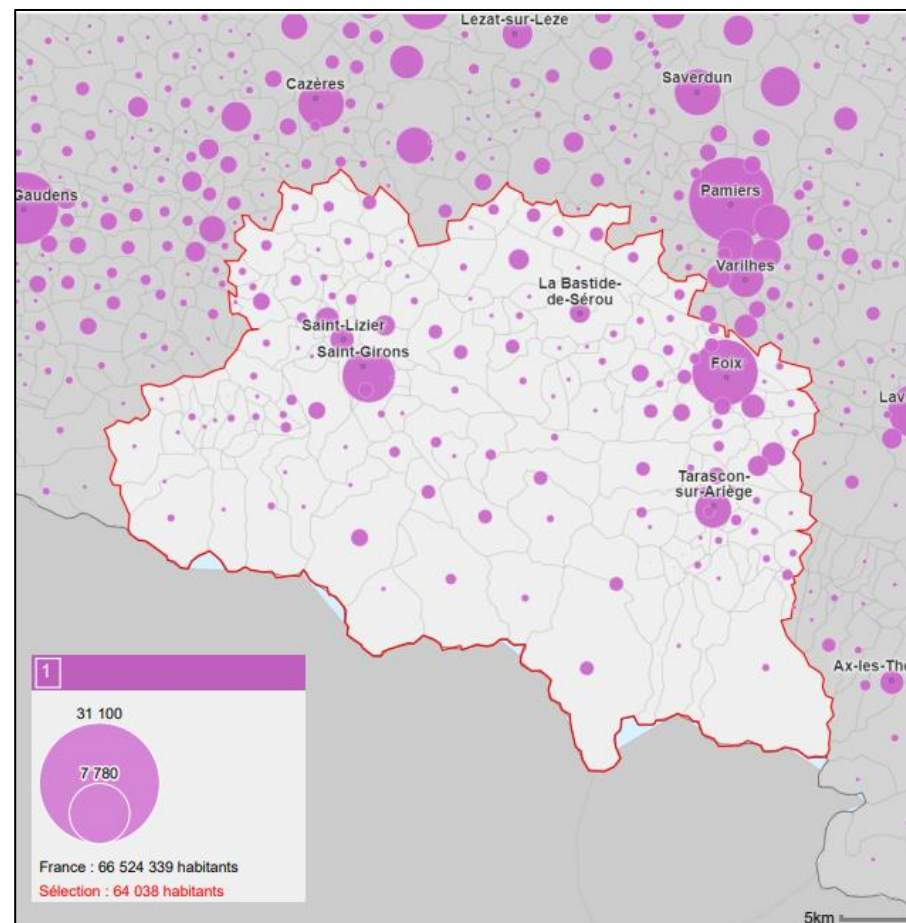 Lézat-sur-Lèze
Cazères
Saverdun
Gaudens
Pamiers
Varilhes
La Bastide-
de-Sérou
Saint-Lizier
Saint-Girons
Foix
Lav
Tarascon-
sur-Ariège
Ax-les-The
1
31 100
7 780
France : 66 524 339 habitants
Sélection : 64 038 habitants
5km